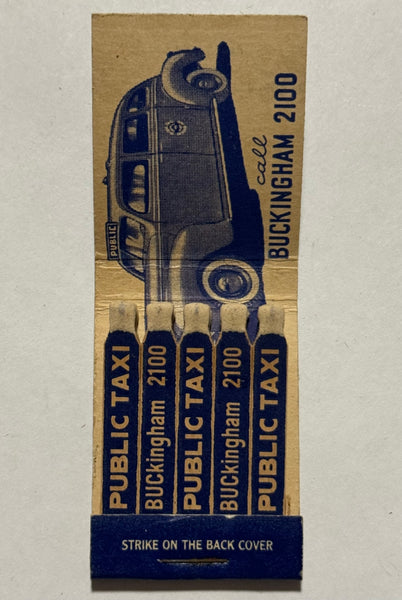 PUBLIC
call
BUCKINGHAM 2100
PUBLIC TAXI
BUCkingham 2100
PUBLIC TAXI
BUCkingham 2100
PUBLIC TAXI
STRIKE ON THE BACK COVER